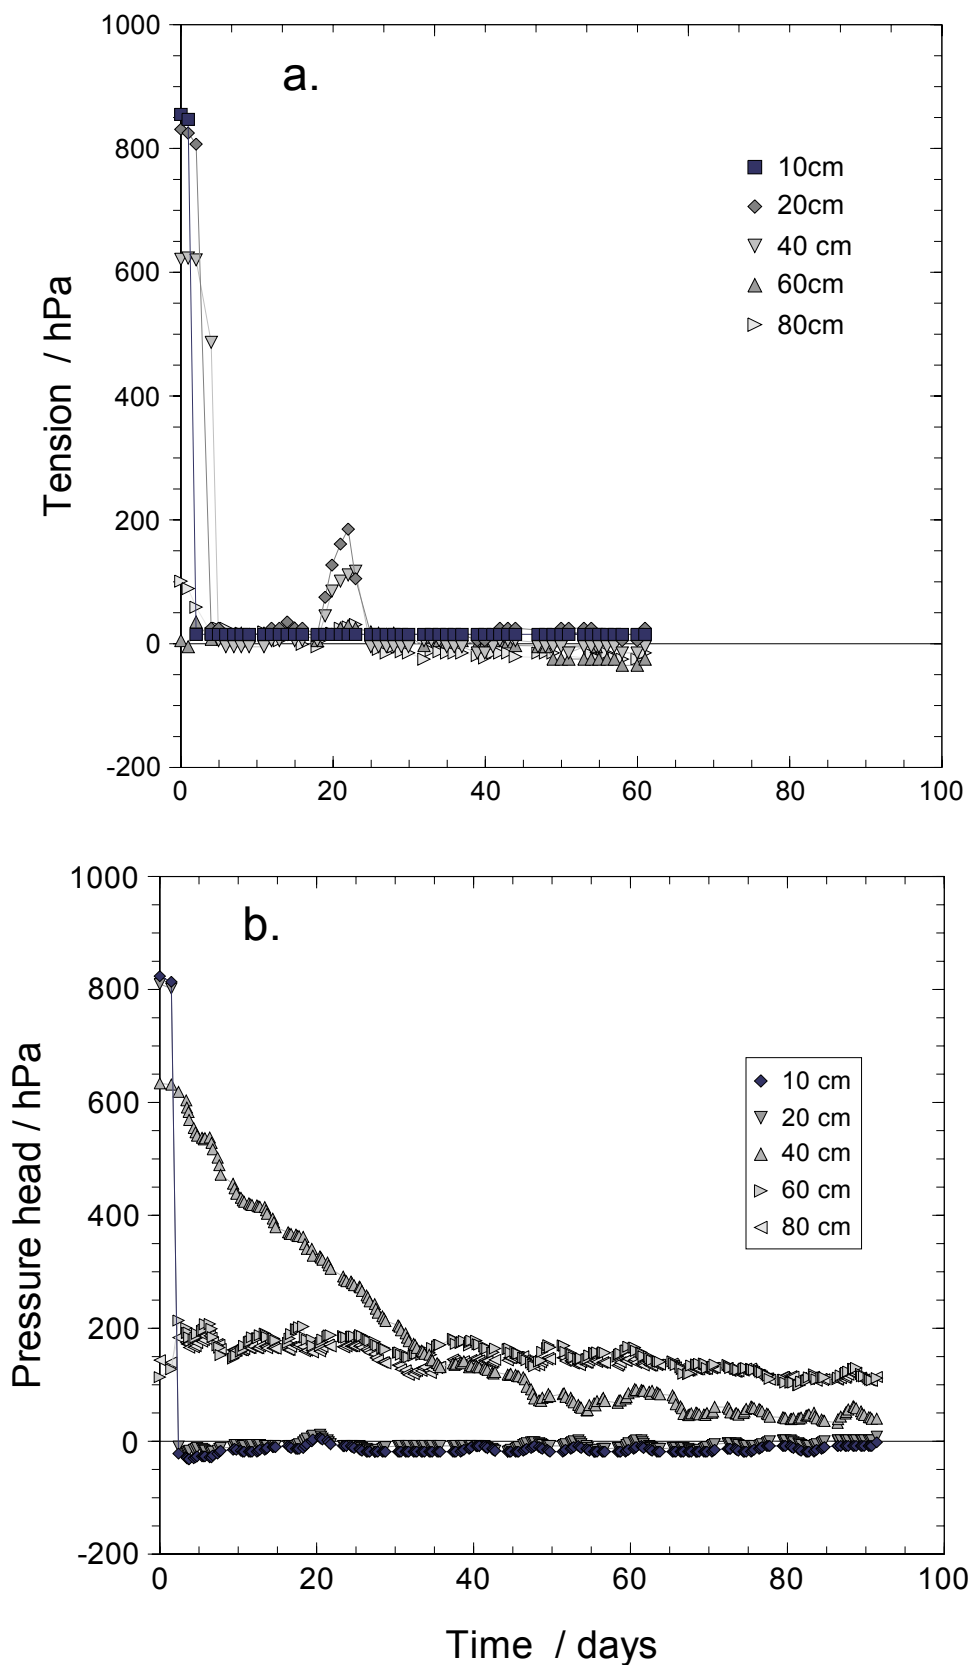 1000
a.
800
10cm
20cm
40 cm
60cm
80cm
600
400
200
0
-200
Tension / hPa
0 20 40 60 80 100
1000
b.
800
10 cm
20 cm
40 cm
60 cm
80 cm
600
400
200
0
-200
Pressure head / hPa
0 20 40 60 80 100
Time / days